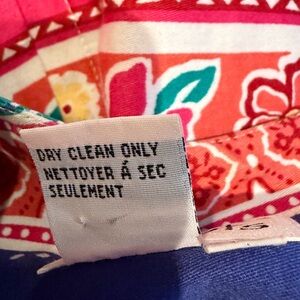 DRY CLEAN ONLY
NETTOYER Á SEC
SEULEMENT